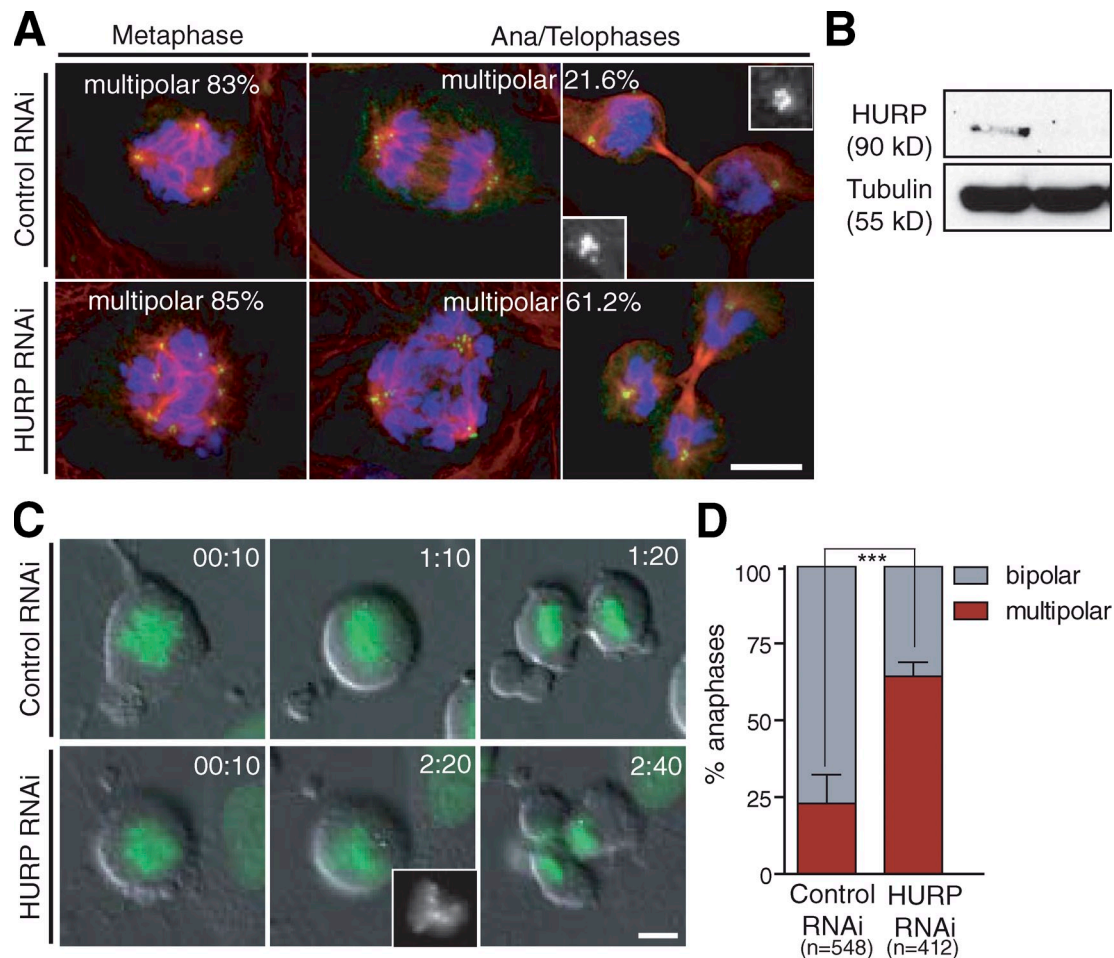 A
Metaphase
Ana/Telophases
Control RNAi
multipolar 83%
multipolar 21.6%
HURP RNAi
multipolar 85%
multipolar 61.2%
B
HURP
(90 kD)
Tubulin
(55 kD)
C
Control RNAi
00:10
1:10
1:20
HURP RNAi
00:10
2:20
2:40
D
***
bipolar
multipolar
% anaphases
100
75
50
25
0
Control
RNAi
(n=548)
HURP
RNAi
(n=412)